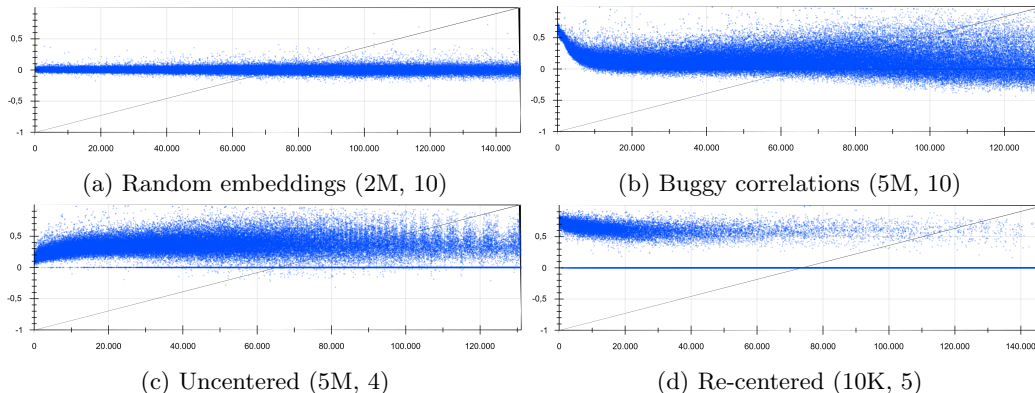 0,5
0
-0,5
-1
0 20.000 40.000 60.000 80.000 100.000 120.000 140.000
(a) Random embeddings (2M, 10)
0,5
0
-0,5
-1
0 20.000 40.000 60.000 80.000 100.000 120.000
(b) Buggy correlations (5M, 10)
0,5
0
-0,5
-1
0 20.000 40.000 60.000 80.000 100.000 120.000
(c) Uncentered (5M, 4)
0,5
0
-0,5
-1
0 20.000 40.000 60.000 80.000 100.000 120.000 140.000
(d) Re-centered (10K, 5)